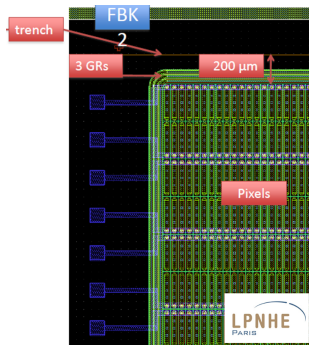 FBK
2
trench
3 GRs
200 µm
Pixels
LPNHE
PARIS